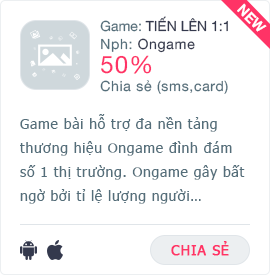 NEW
Game: TIẾN LÊN 1:1
Nph: Ongame
50%
Chia sẻ (sms,card)
Game bài hỗ trợ đa nền tảng
thương hiệu Ongame đình đám
số 1 thị trường. Ongame gây bất
ngờ bởi tỉ lệ lượng người...
CHIA SẺ